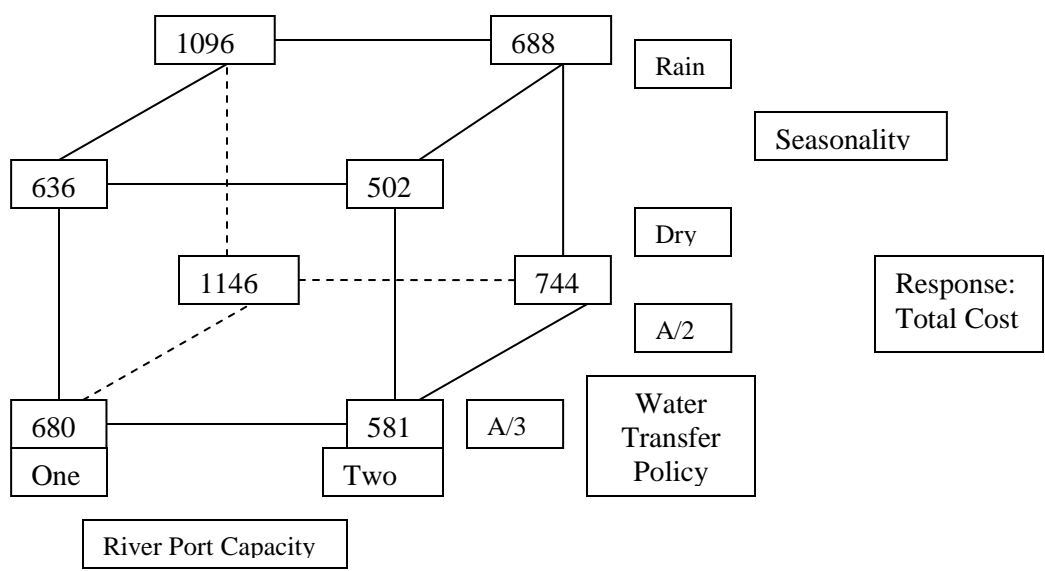 1096
688
Rain
Seasonality
636
502
Dry
1146
744
Response:
Total Cost
A/2
680
581
A/3
Water
Transfer
Policy
One
Two
River Port Capacity